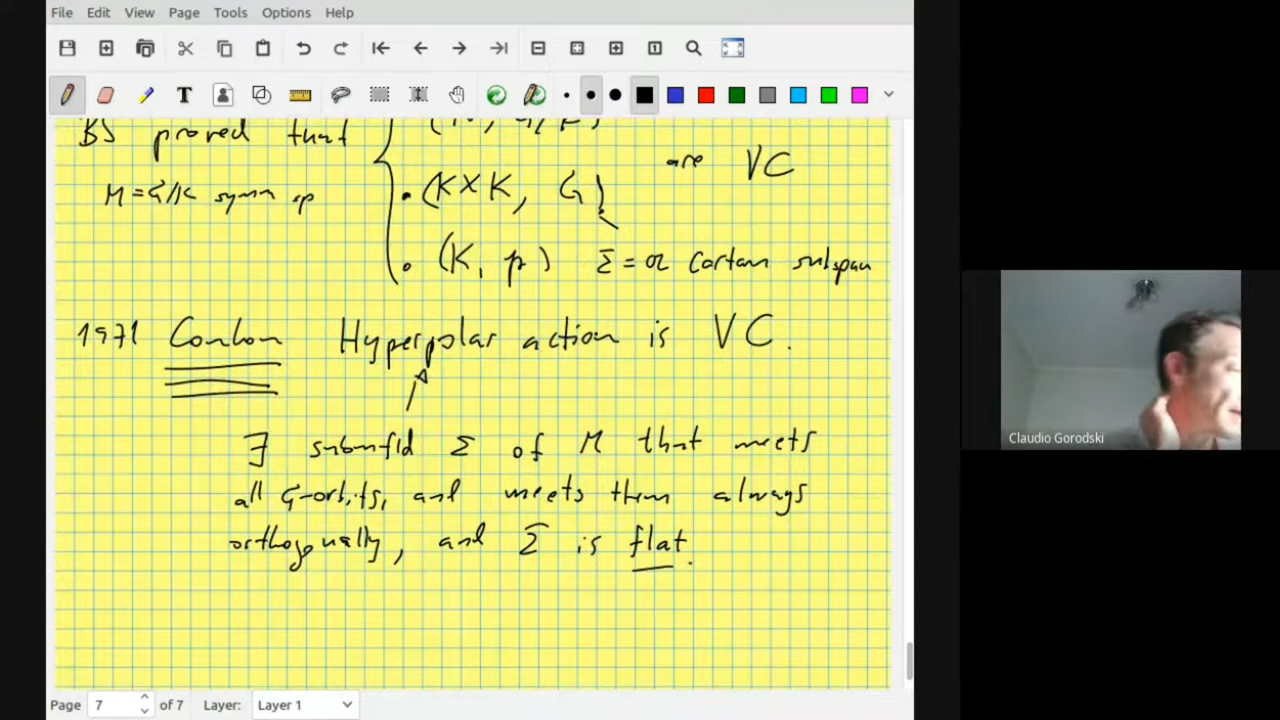 File Edit View Page Tools Options Help
BS proved that
are VC
M = G/K symm sp
• (K×K, G)
• (K, p) Σ = 𝔞 Cartan subspace
1971 Conlon Hyperpolar action is VC.
∃ submfld Σ of M that meets
all G-orbits, and meets them always
orthogonally, and Σ is flat.
Claudio Gorodski
Page 7 of 7 Layer: Layer 1